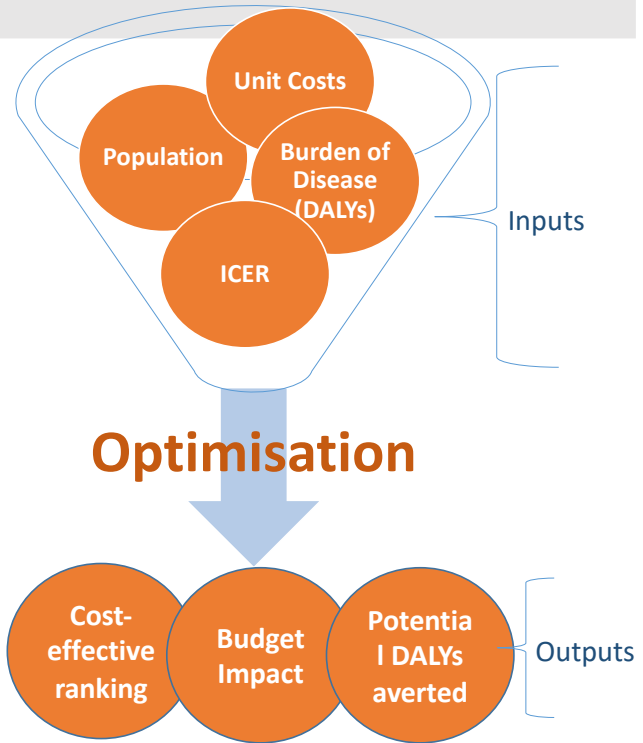 Unit Costs
Population
Burden of
Disease
(DALYs)
ICER
Inputs
Optimisation
Cost-
effective
ranking
Budget
Impact
Potentia
l DALYs
averted
Outputs